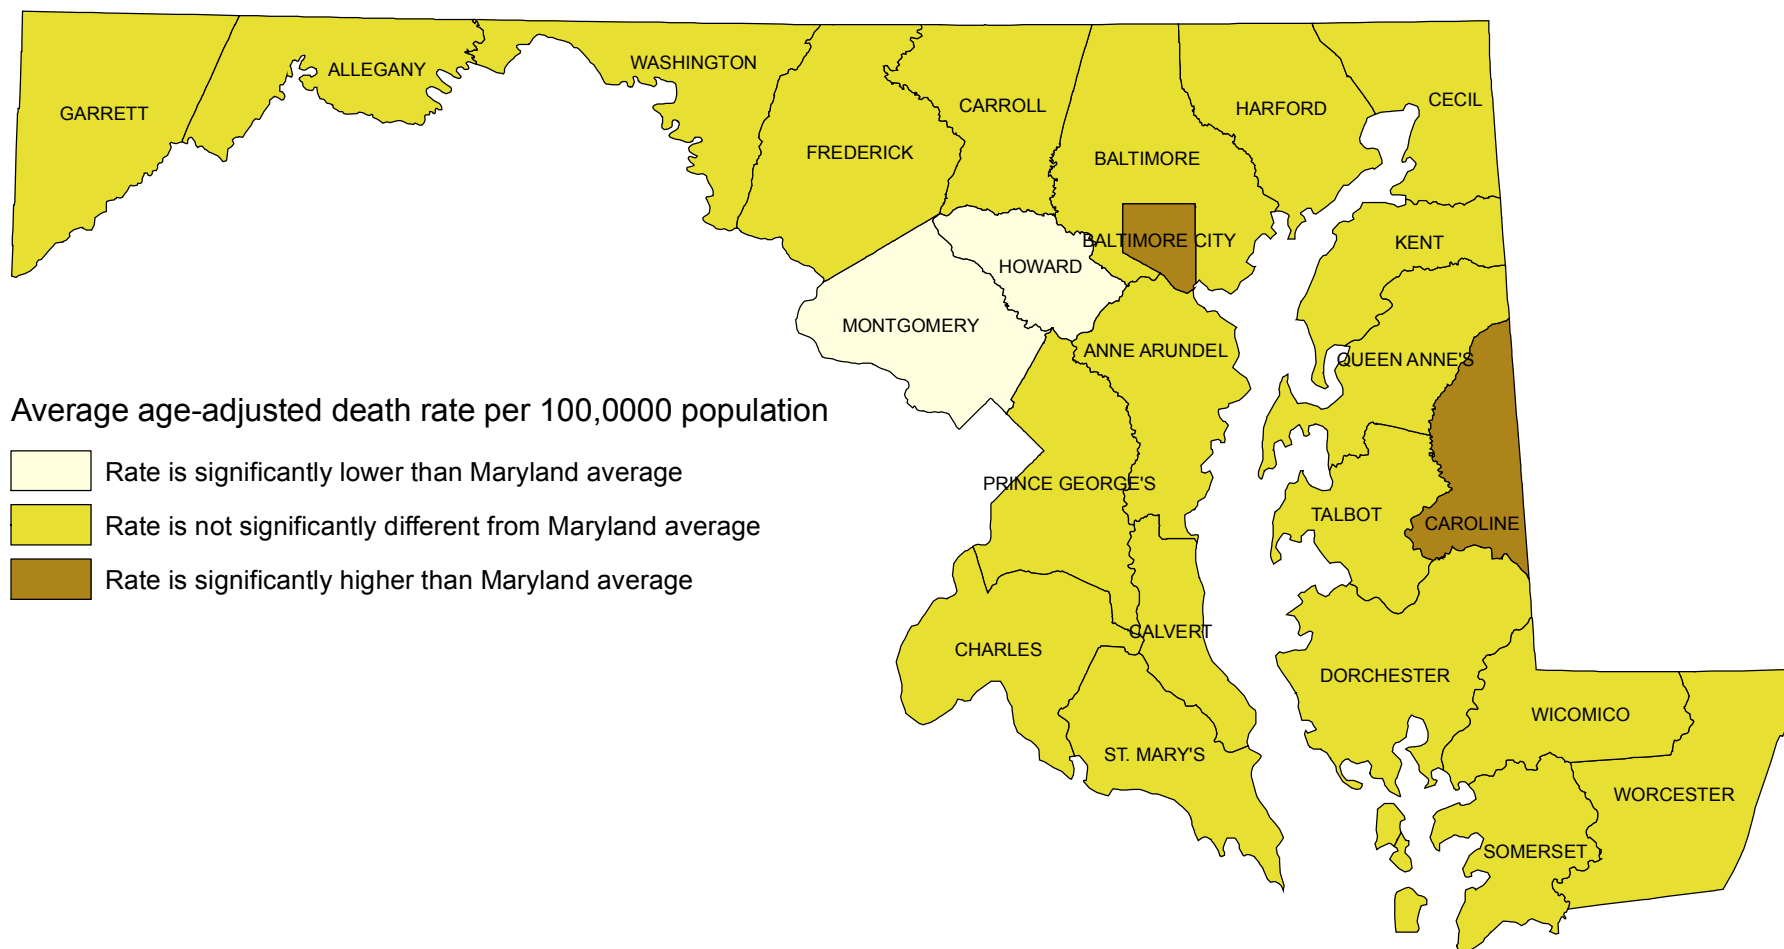 GARRETT
ALLEGANY
WASHINGTON
FREDERICK
CARROLL
BALTIMORE
HARFORD
CECIL
BALTIMORE CITY
KENT
HOWARD
MONTGOMERY
ANNE ARUNDEL
QUEEN ANNE'S
Average age-adjusted death rate per 100,0000 population
Rate is significantly lower than Maryland average
Rate is not significantly different from Maryland average
Rate is significantly higher than Maryland average
PRINCE GEORGE'S
TALBOT
CAROLINE
CALVERT
CHARLES
DORCHESTER
WICOMICO
ST. MARY'S
WORCESTER
SOMERSET